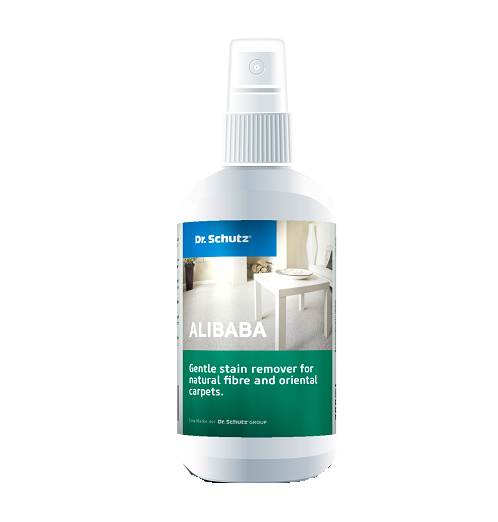 Dr. Schutz®
ALIBABA
Gentle stain remover for
natural fibre and oriental
carpets.
Eine Marke der Dr. Schutz® GROUP